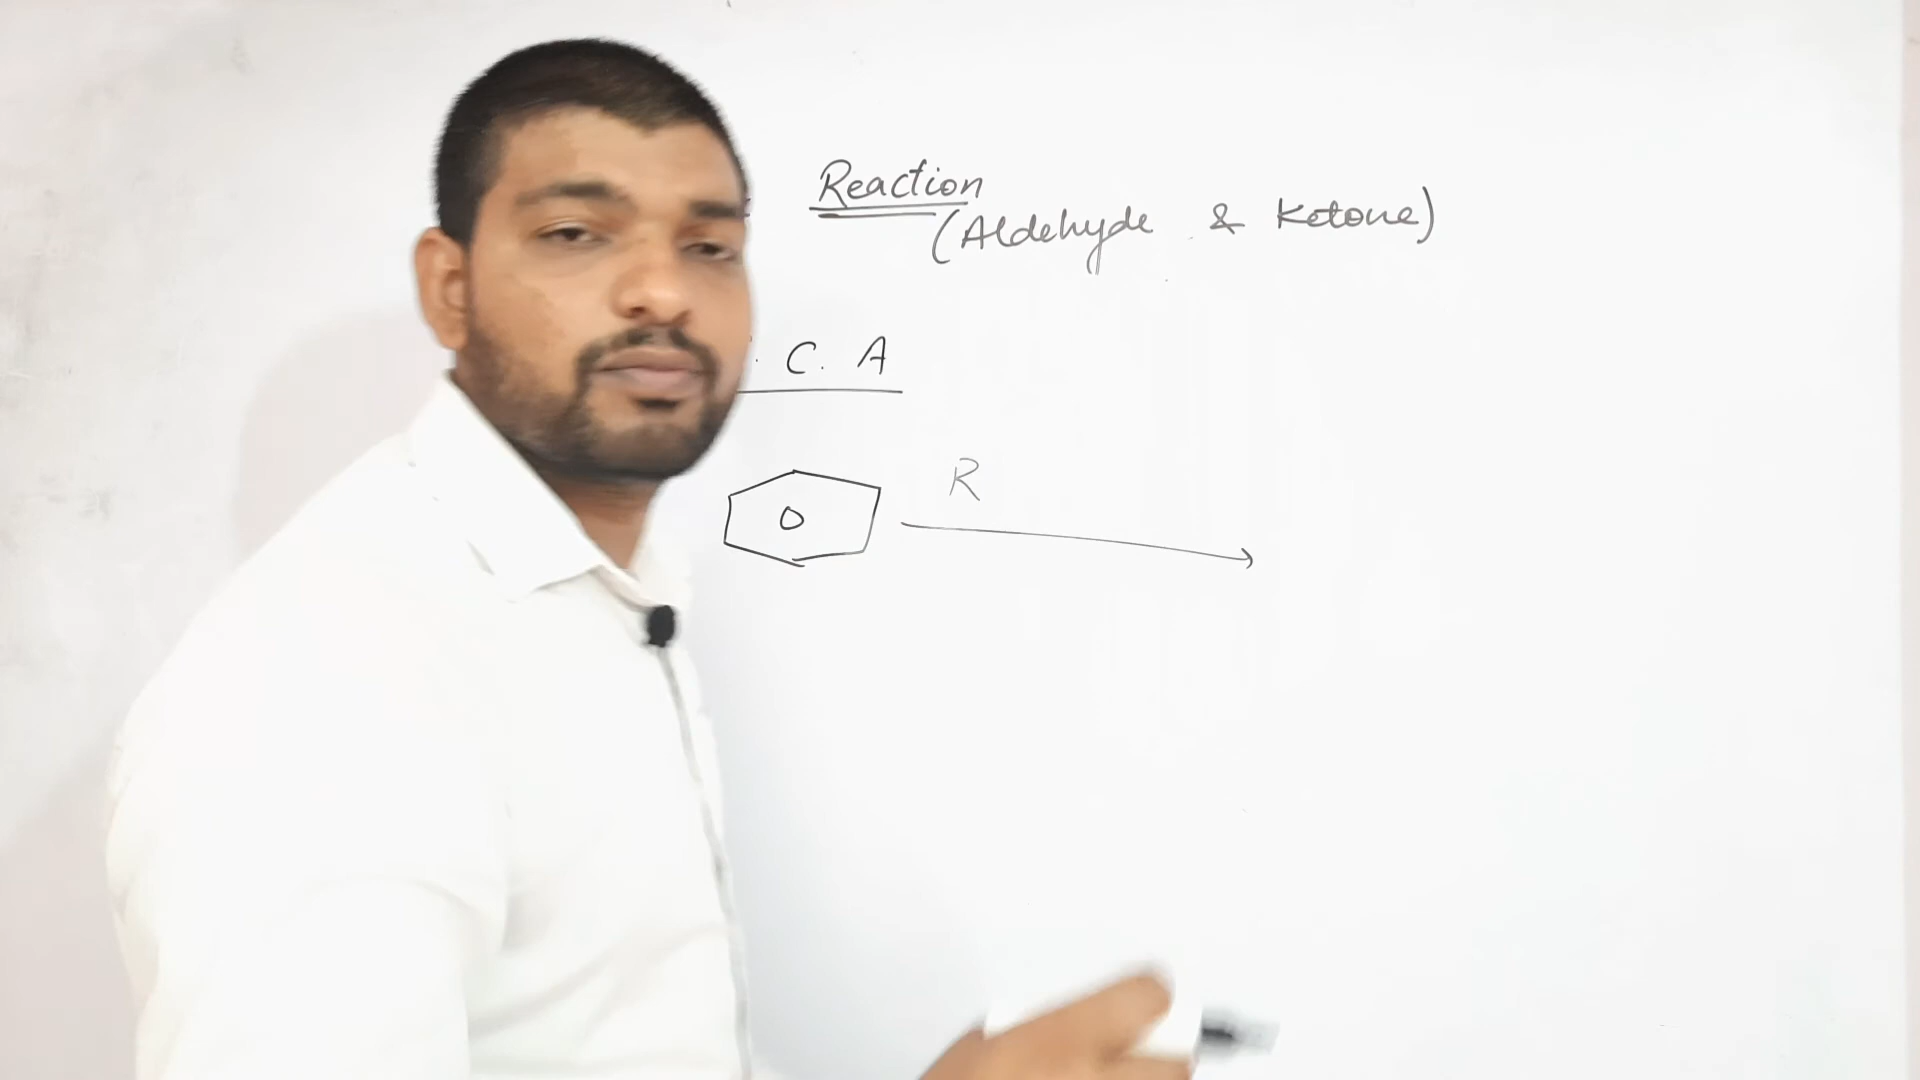 Reaction
(Aldehyde & Ketone)
. C. A
O
R